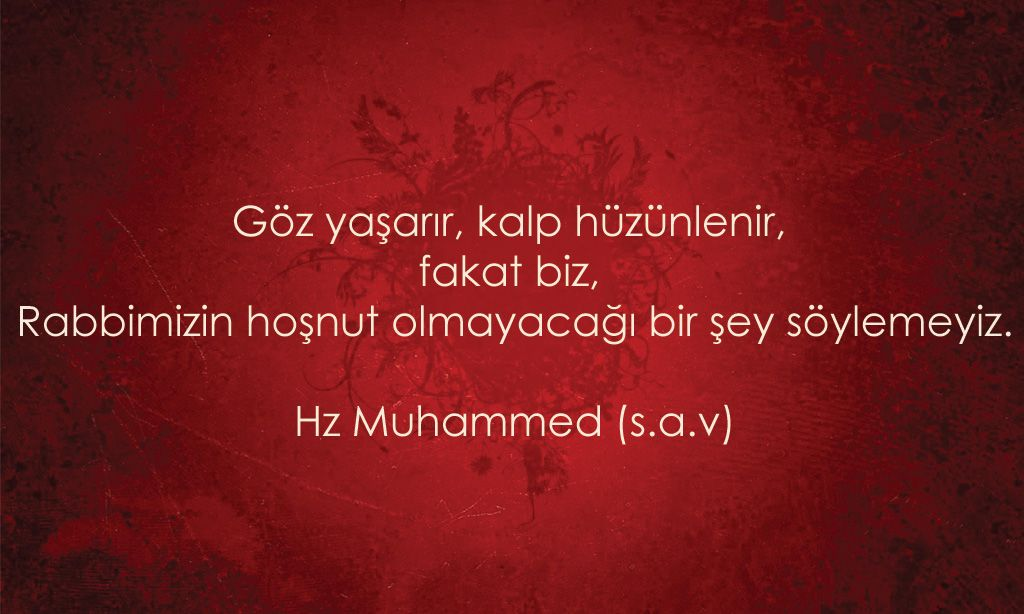 Göz yaşarır, kalp hüzünlenir,
fakat biz,
Rabbimizin hoşnut olmayacağı bir şey söylemeyiz.
Hz Muhammed (s.a.v)